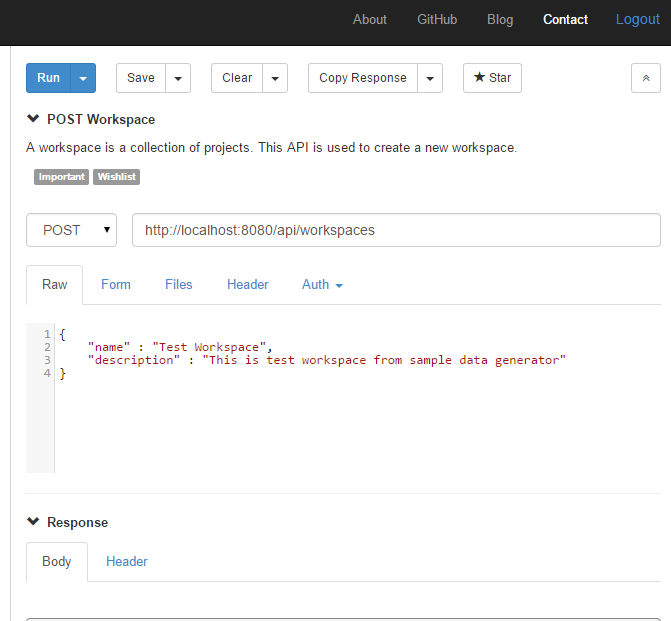 About GitHub Blog Contact Logout
Run Save Clear Copy Response ★ Star
POST Workspace
A workspace is a collection of projects. This API is used to create a new workspace.
Important Wishlist
POST http://localhost:8080/api/workspaces
Raw Form Files Header Auth
1 {
2 "name" : "Test Workspace",
3 "description" : "This is test workspace from sample data generator"
4 }
Response
Body Header